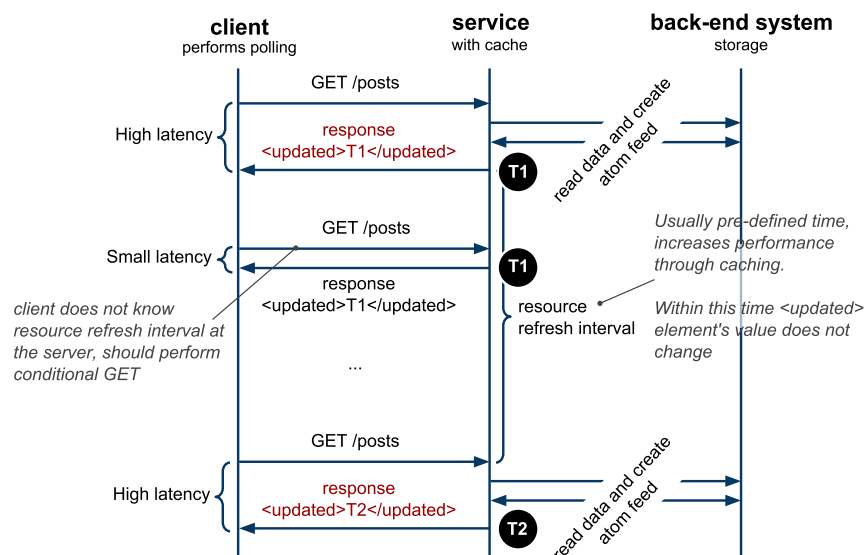 client
performs polling
service
with cache
back-end system
storage
GET /posts
High latency
response
<updated>T1</updated>
read data and create
atom feed
T1
GET /posts
Small latency
T1
response
<updated>T1</updated>
Usually pre-defined time,
increases performance
through caching.
Within this time <updated>
element's value does not
change
client does not know
resource refresh interval at
the server, should perform
conditional GET
resource
refresh interval
...
GET /posts
High latency
response
<updated>T2</updated>
read data and create
atom feed
T2